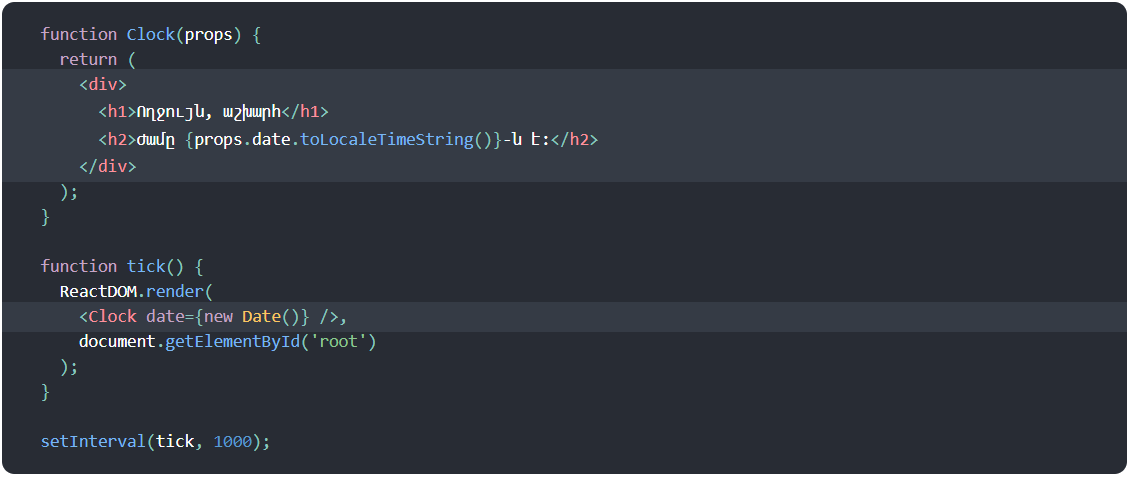 function Clock(props) {
  return (
    <div>
      <h1>Ողջույն, աշխարհ</h1>
      <h2>Ժամը {props.date.toLocaleTimeString()}-ն է:</h2>
    </div>
  );
}

function tick() {
  ReactDOM.render(
    <Clock date={new Date()} />,
    document.getElementById('root')
  );
}

setInterval(tick, 1000);